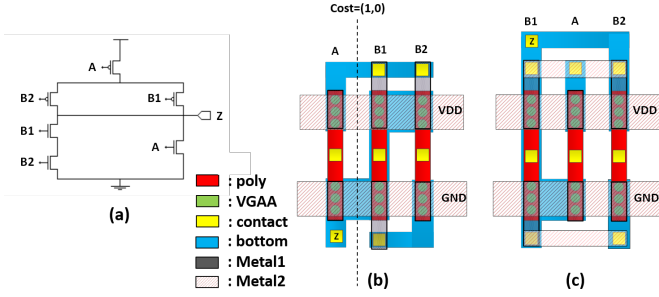 Cost=(1,0)
A
B2
B1
B1
Z
B2
A
(a)
: poly
: VGAA
: contact
: bottom
: Metal1
: Metal2
A
B1
B2
VDD
GND
Z
(b)
B1
A
B2
Z
VDD
GND
(c)